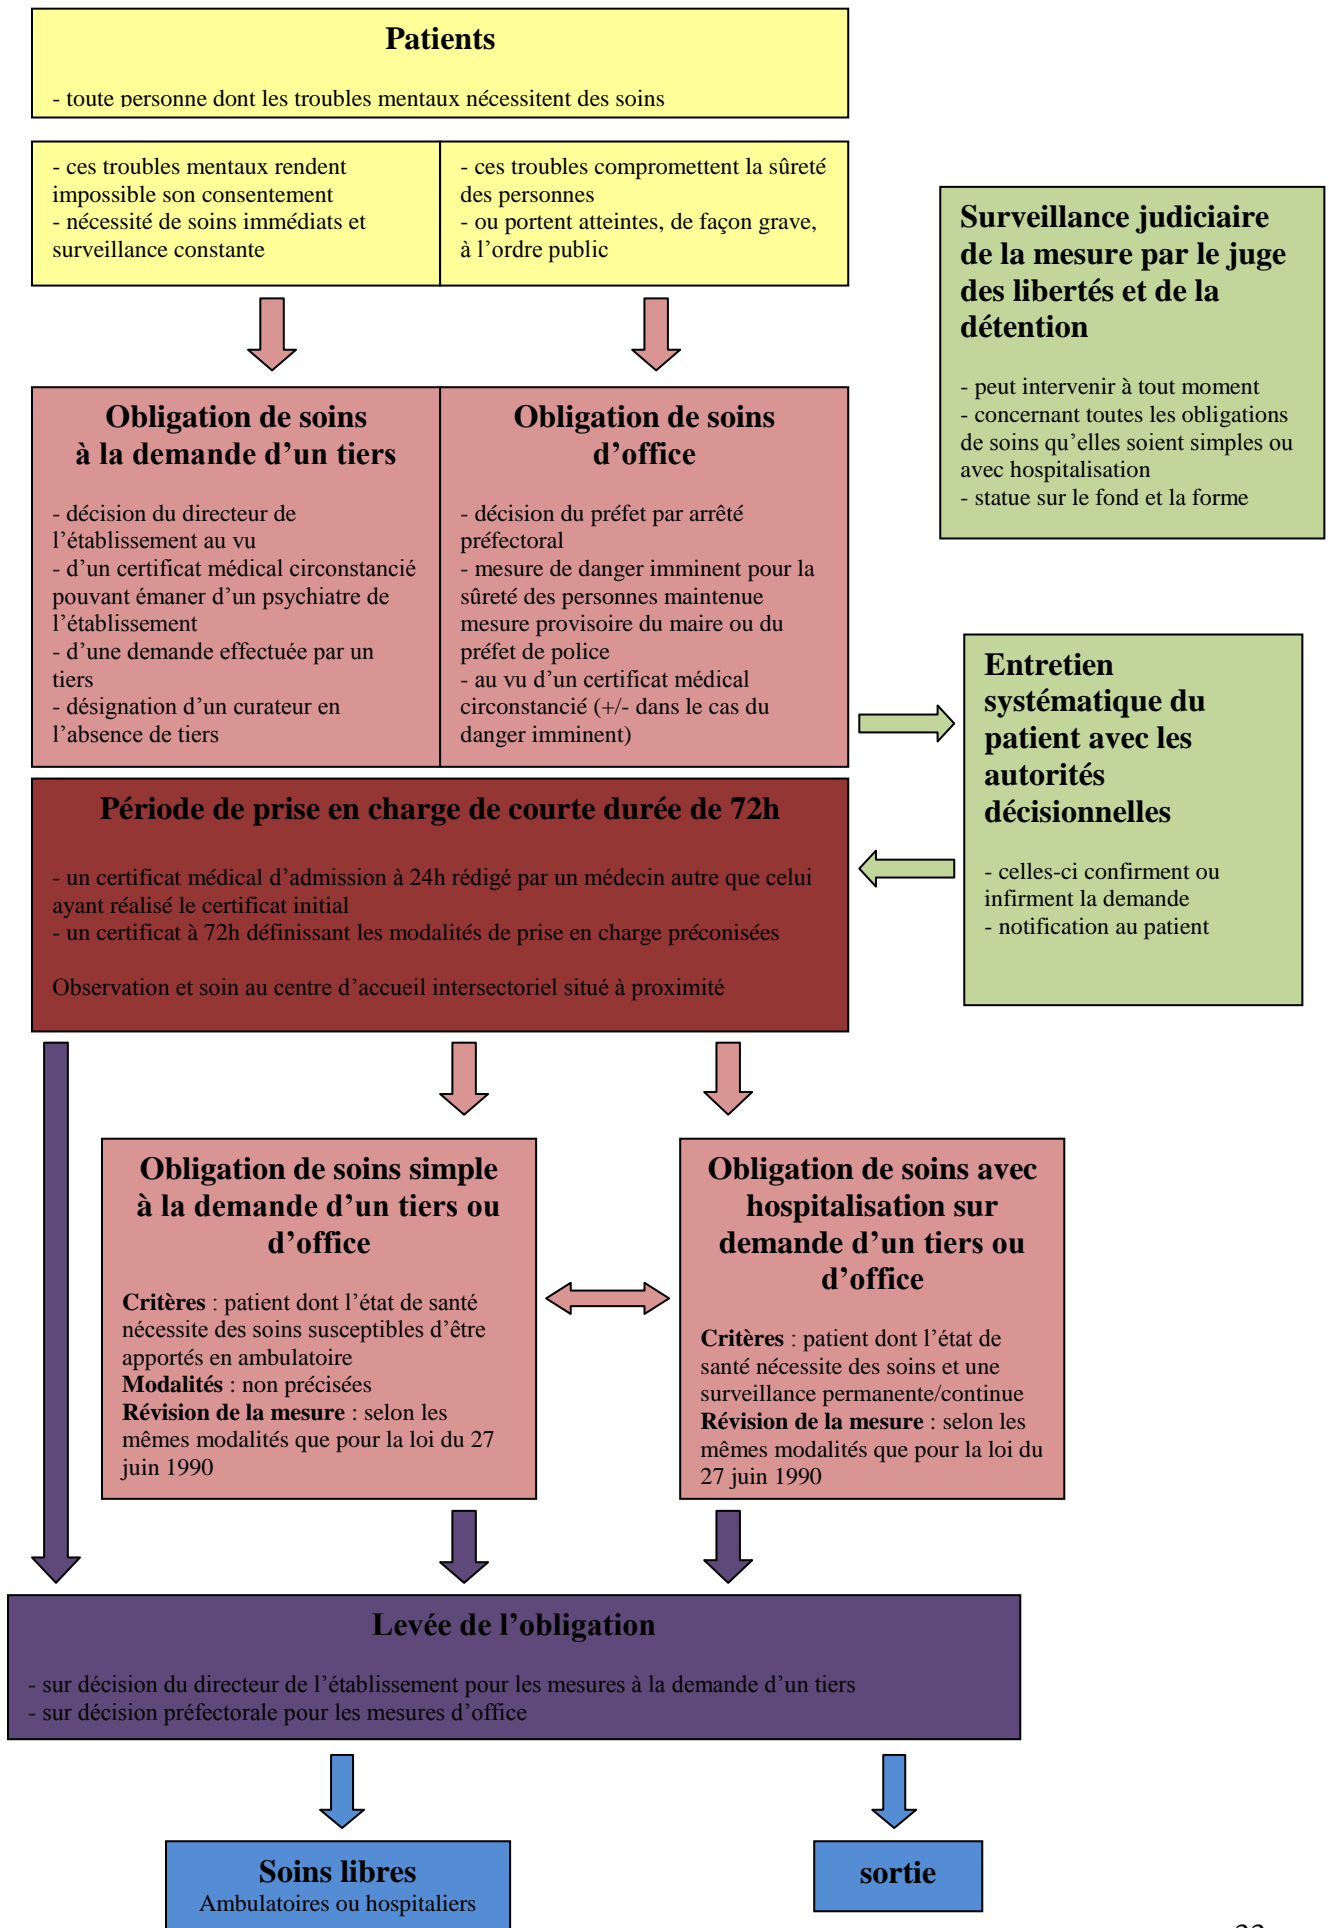 Patients
- toute personne dont les troubles mentaux nécessitent des soins
- ces troubles mentaux rendent
impossible son consentement
- nécessité de soins immédiats et
surveillance constante
- ces troubles compromettent la sûreté
des personnes
- ou portent atteintes, de façon grave,
à l’ordre public
Surveillance judiciaire
de la mesure par le juge
des libertés et de la
détention
- peut intervenir à tout moment
- concernant toutes les obligations
de soins qu’elles soient simples ou
avec hospitalisation
- statue sur le fond et la forme
Obligation de soins
à la demande d’un tiers
- décision du directeur de
l’établissement au vu
- d’un certificat médical circonstancié
pouvant émaner d’un psychiatre de
l’établissement
- d’une demande effectuée par un
tiers
- désignation d’un curateur en
l’absence de tiers
Obligation de soins
d’office
- décision du préfet par arrêté
préfectoral
- mesure de danger imminent pour la
sûreté des personnes maintenue
mesure provisoire du maire ou du
préfet de police
- au vu d’un certificat médical
circonstancié (+/- dans le cas du
danger imminent)
Entretien
systématique du
patient avec les
autorités
décisionnelles
- celles-ci confirment ou
infirment la demande
- notification au patient
Période de prise en charge de courte durée de 72h
- un certificat médical d’admission à 24h rédigé par un médecin autre que celui
ayant réalisé le certificat initial
- un certificat à 72h définissant les modalités de prise en charge préconisées
Observation et soin au centre d’accueil intersectoriel situé à proximité
Obligation de soins simple
à la demande d’un tiers ou
d’office
Critères : patient dont l’état de santé
nécessite des soins susceptibles d’être
apportés en ambulatoire
Modalités : non précisées
Révision de la mesure : selon les
mêmes modalités que pour la loi du 27
juin 1990
Obligation de soins avec
hospitalisation sur
demande d’un tiers ou
d’office
Critères : patient dont l’état de
santé nécessite des soins et une
surveillance permanente/continue
Révision de la mesure : selon les
mêmes modalités que pour la loi du
27 juin 1990
Levée de l’obligation
- sur décision du directeur de l’établissement pour les mesures à la demande d’un tiers
- sur décision préfectorale pour les mesures d’office
Soins libres
Ambulatoires ou hospitaliers
sortie